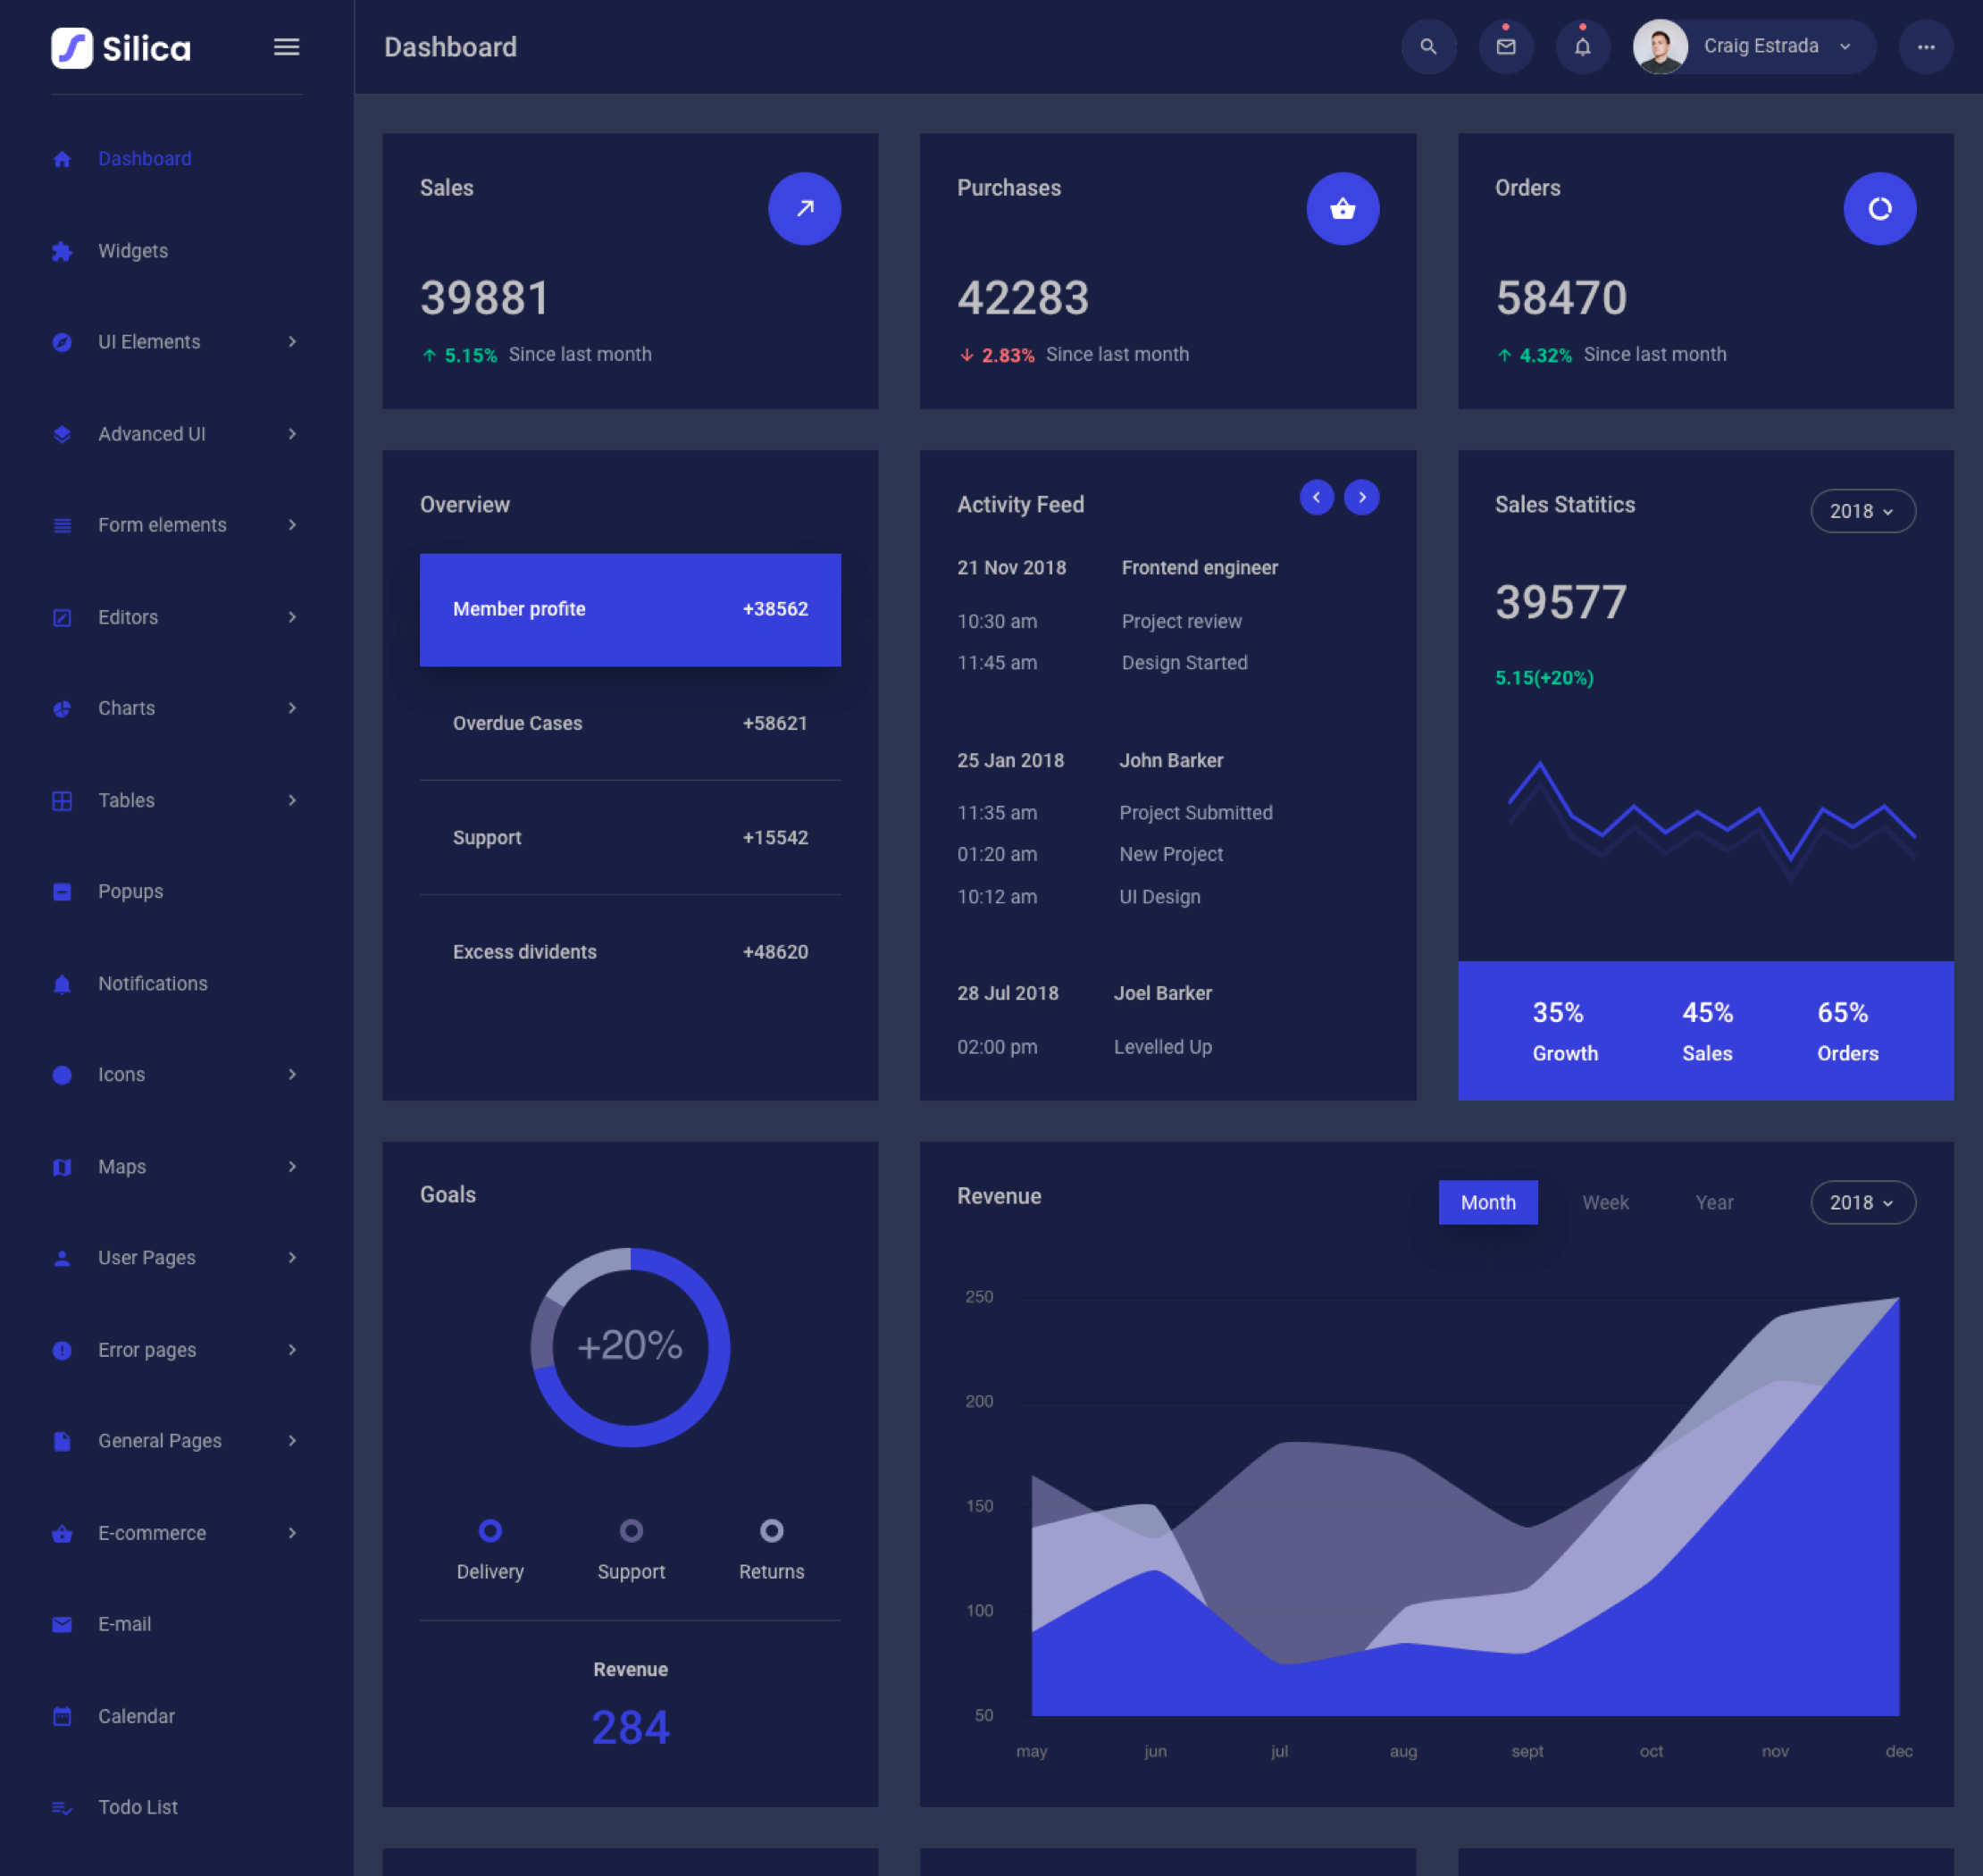 Silica
Dashboard
Craig Estrada
Dashboard
Widgets
UI Elements
Advanced UI
Form elements
Editors
Charts
Tables
Popups
Notifications
Icons
Maps
User Pages
Error pages
General Pages
E-commerce
E-mail
Calendar
Todo List
Sales
39881
5.15% Since last month
Purchases
42283
2.83% Since last month
Orders
58470
4.32% Since last month
Overview
Member profite +38562
Overdue Cases +58621
Support +15542
Excess dividents +48620
Activity Feed
21 Nov 2018 Frontend engineer
10:30 am Project review
11:45 am Design Started
25 Jan 2018 John Barker
11:35 am Project Submitted
01:20 am New Project
10:12 am UI Design
28 Jul 2018 Joel Barker
02:00 pm Levelled Up
Sales Statitics 2018
39577
5.15(+20%)
35% 45% 65%
Growth Sales Orders
Goals
+20%
Delivery Support Returns
Revenue
284
Revenue Month Week Year 2018
250
200
150
100
50
may jun jul aug sept oct nov dec